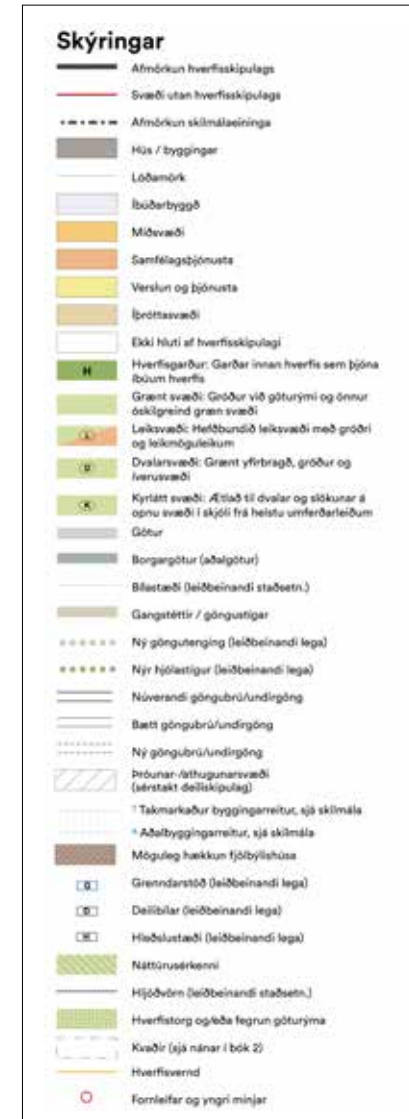 Skýringar
Afmörkun hverfisskipulags
Svæði utan hverfisskipulags
Afmörkun skilmálaeininga
Hús / byggingar
Lóðamörk
Íbúðarbyggð
Miðsvæði
Samfélagsþjónusta
Verslun og þjónusta
Íþróttasvæði
Ekki hluti af hverfisskipulagi
H
Hverfisgarður: Garðar innan hverfis sem þjóna
íbúum hverfis
Grænt svæði: Gróður við göturými og önnur
óskilgreind græn svæði
L
Leiksvæði: Hefðbundið leiksvæði með gróðri
og leikmöguleikum
D
Dvalarsvæði: Grænt yfirbragð, gróður og
íverusvæði
K
Kyrlátt svæði: Ætlað til dvalar og slökunar á
opnu svæði í skjóli frá helstu umferðarleiðum
Götur
Borgargötur (aðalgötur)
Bílastæði (leiðbeinandi staðsetn.)
Gangstéttir / göngustígar
Ný göngutenging (leiðbeinandi lega)
Nýr hjólastígur (leiðbeinandi lega)
Núverandi göngubrú/undirgöng
Bætt göngubrú/undirgöng
Ný göngubrú/undirgöng
Þróunar-/athugunarsvæði
(sérstakt deiliskipulag)
Takmarkaður byggingarreitur, sjá skilmála
Aðalbyggingarreitur, sjá skilmála
Möguleg hækkun fjölbýlishúsa
G
Grenndarstöð (leiðbeinandi lega)
D
Deilibílar (leiðbeinandi lega)
H
Hleðslustæði (leiðbeinandi lega)
Náttúrusérkenni
Hljóðvörn (leiðbeinandi staðsetn.)
Hverfistorg og/eða fegrun göturýma
Kvaðir (sjá nánar í bók 2)
Hverfisvernd
Fornleifar og yngri minjar